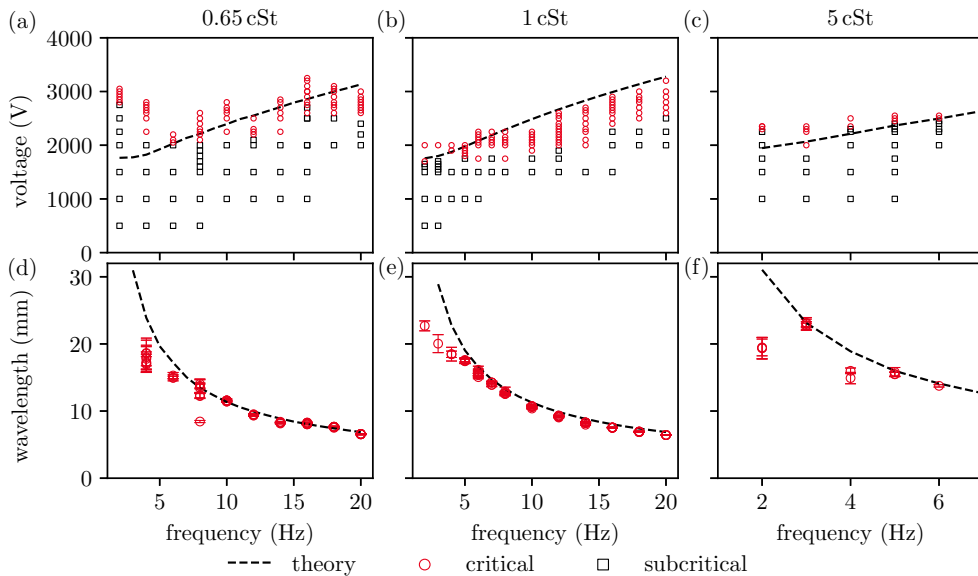 (a) 0.65 cSt (b) 1 cSt (c) 5 cSt
4000
3000
2000
1000
0
voltage (V)
(d) (e) (f)
30
20
10
0
wavelength (mm)
5 10 15 20 5 10 15 20 2 4 6
frequency (Hz) frequency (Hz) frequency (Hz)
theory critical subcritical